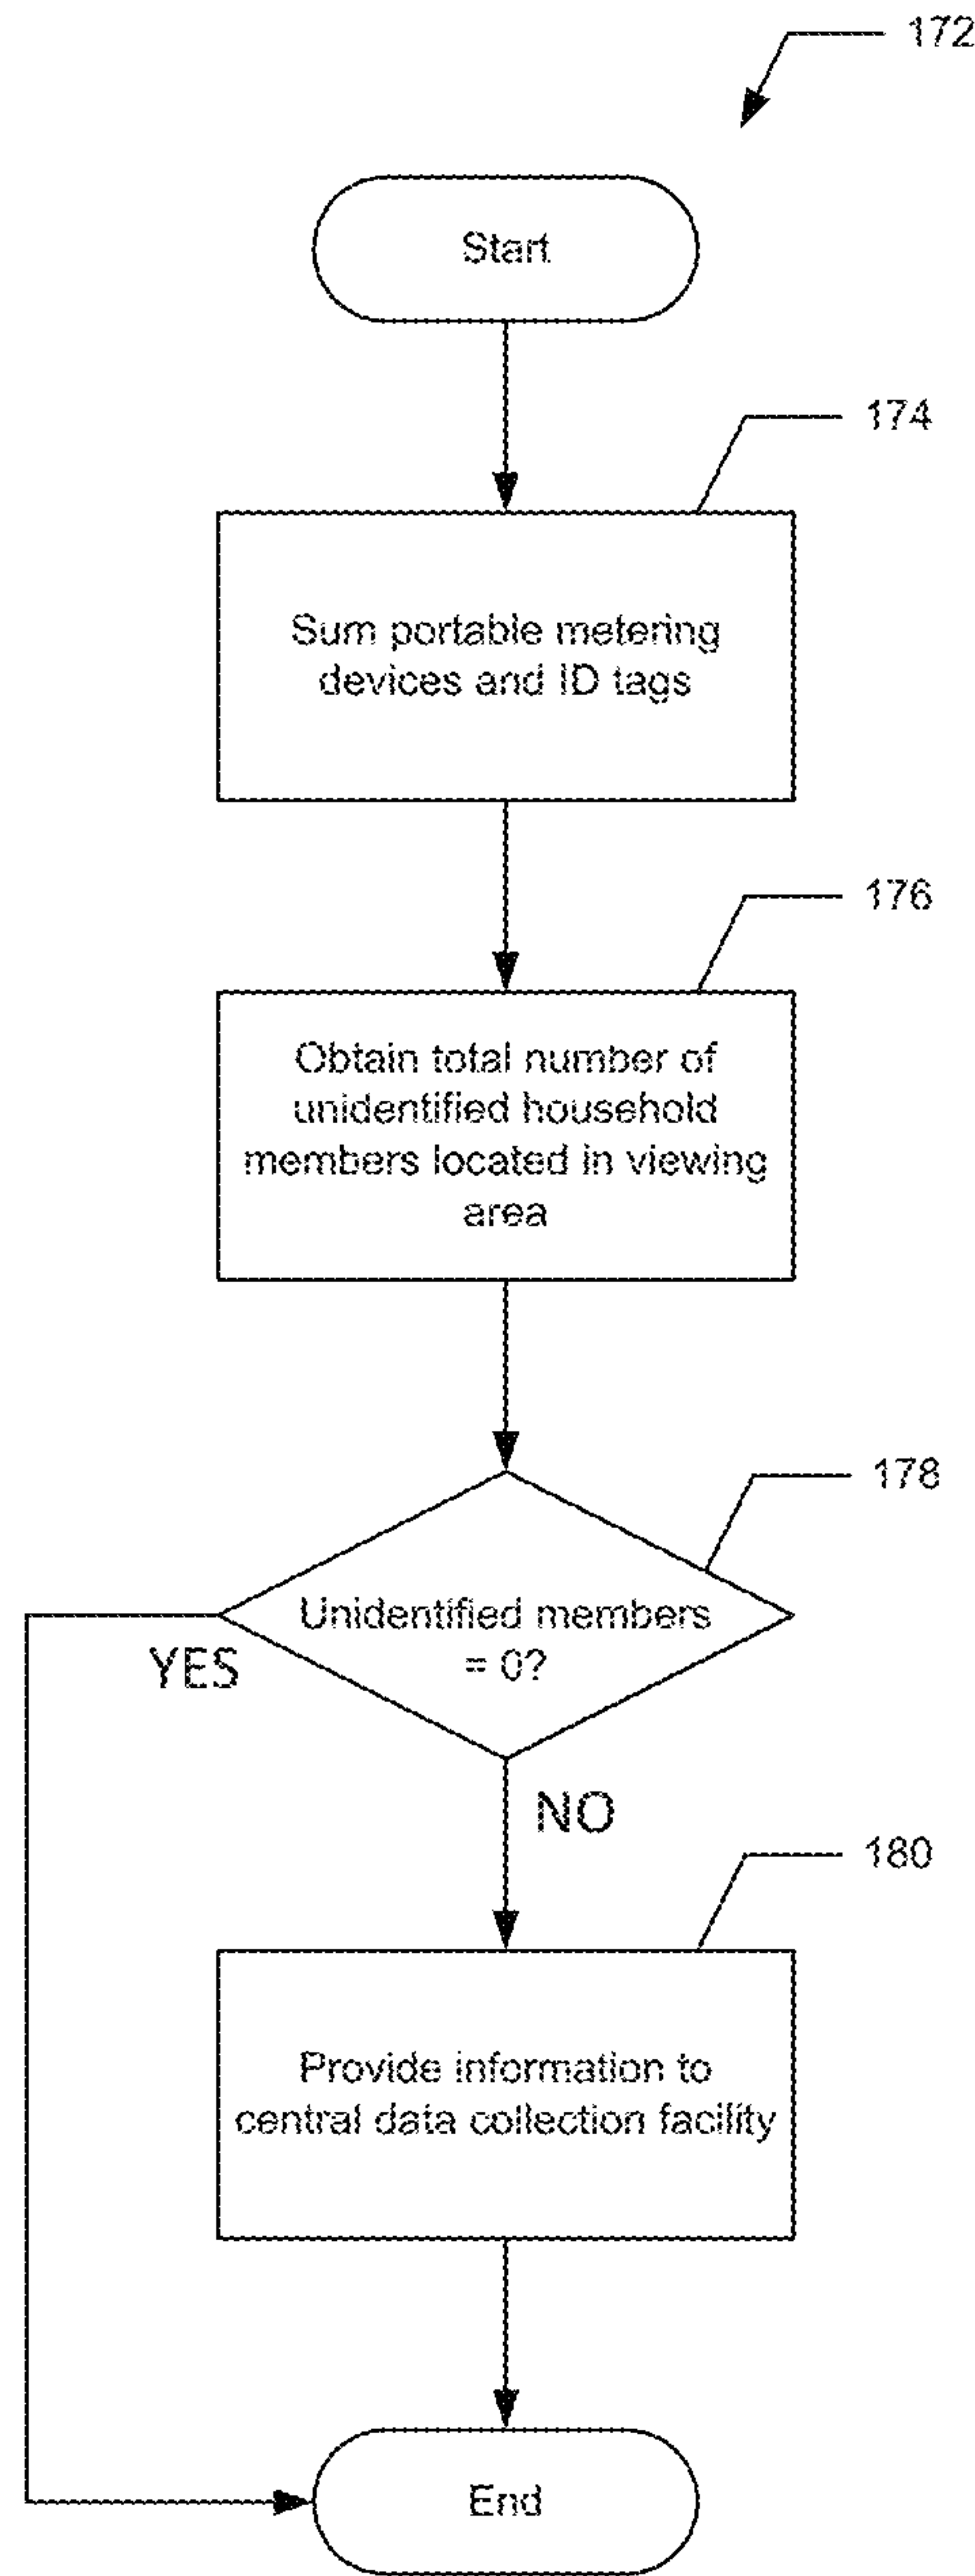 172
Start
174
Sum portable metering
devices and ID tags
176
Obtain total number of
unidentified household
members located in viewing
area
178
Unidentified members
= 0?
YES
NO
180
Provide information to
central data collection facility
End